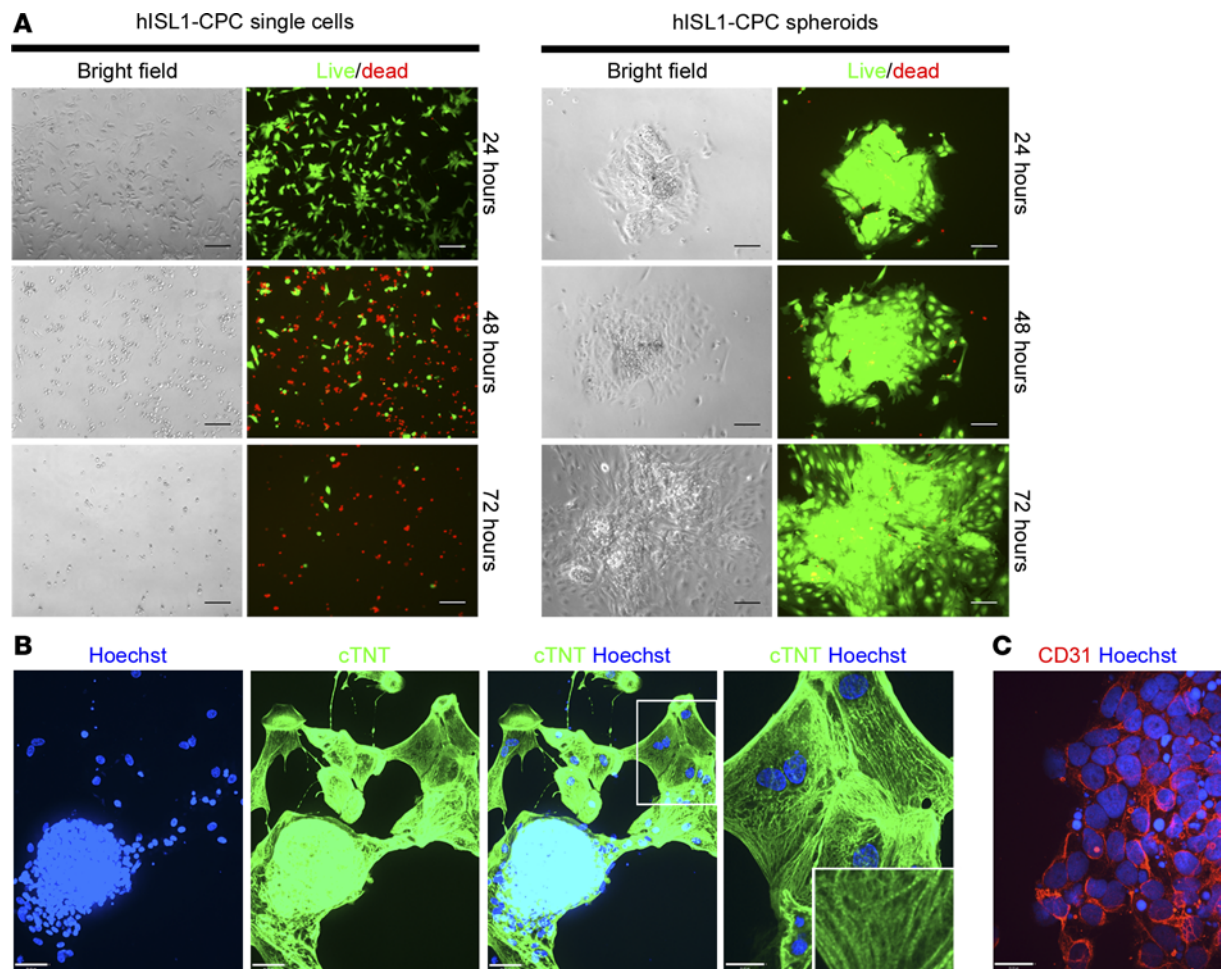 A
hISL1-CPC single cells
hISL1-CPC spheroids
Bright field
Live/dead
Bright field
Live/dead
24 hours
24 hours
48 hours
48 hours
72 hours
72 hours
B
Hoechst
cTNT
cTNT Hoechst
cTNT Hoechst
C
CD31 Hoechst